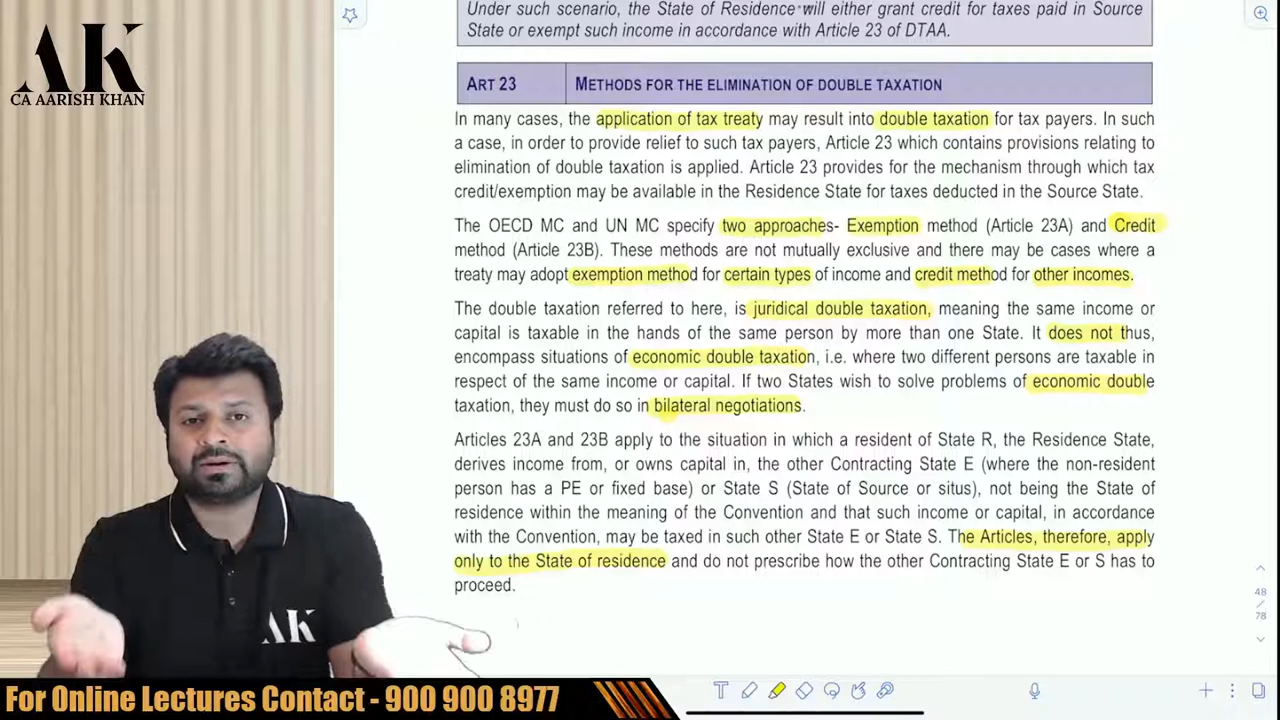 AK
CA AARISH KHAN
Under such scenario, the State of Residence will either grant credit for taxes paid in Source
State or exempt such income in accordance with Article 23 of DTAA.
ART 23 METHODS FOR THE ELIMINATION OF DOUBLE TAXATION
In many cases, the application of tax treaty may result into double taxation for tax payers. In such
a case, in order to provide relief to such tax payers, Article 23 which contains provisions relating to
elimination of double taxation is applied. Article 23 provides for the mechanism through which tax
credit/exemption may be available in the Residence State for taxes deducted in the Source State.
The OECD MC and UN MC specify two approaches- Exemption method (Article 23A) and Credit
method (Article 23B). These methods are not mutually exclusive and there may be cases where a
treaty may adopt exemption method for certain types of income and credit method for other incomes.
The double taxation referred to here, is juridical double taxation, meaning the same income or
capital is taxable in the hands of the same person by more than one State. It does not thus,
encompass situations of economic double taxation, i.e. where two different persons are taxable in
respect of the same income or capital. If two States wish to solve problems of economic double
taxation, they must do so in bilateral negotiations.
Articles 23A and 23B apply to the situation in which a resident of State R, the Residence State,
derives income from, or owns capital in, the other Contracting State E (where the non-resident
person has a PE or fixed base) or State S (State of Source or situs), not being the State of
residence within the meaning of the Convention and that such income or capital, in accordance
with the Convention, may be taxed in such other State E or State S. The Articles, therefore, apply
only to the State of residence and do not prescribe how the other Contracting State E or S has to
proceed.
48
/
78
AK
For Online Lectures Contact - 900 900 8977
T